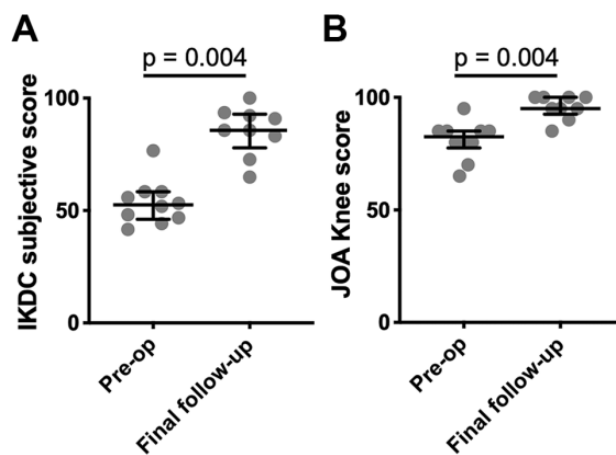 A
p = 0.004
IKDC subjective score
100
50
0
Pre-op
Final follow-up
B
p = 0.004
JOA Knee score
100
50
0
Pre-op
Final follow-up